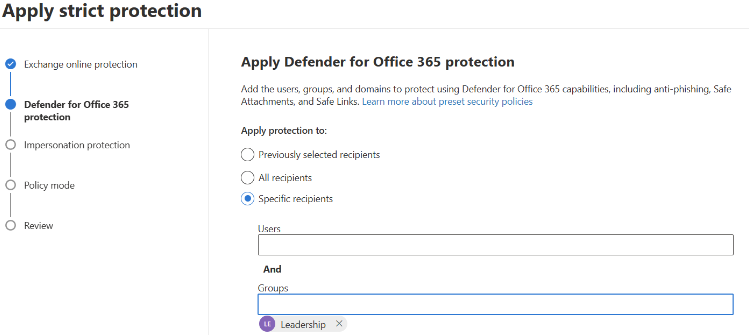 Apply strict protection
Exchange online protection
Defender for Office 365
protection
Impersonation protection
Policy mode
Review
Apply Defender for Office 365 protection
Add the users, groups, and domains to protect using Defender for Office 365 capabilities, including anti-phishing, Safe
Attachments, and Safe Links. Learn more about preset security policies
Apply protection to:
Previously selected recipients
All recipients
Specific recipients
Users
And
Groups
LE Leadership